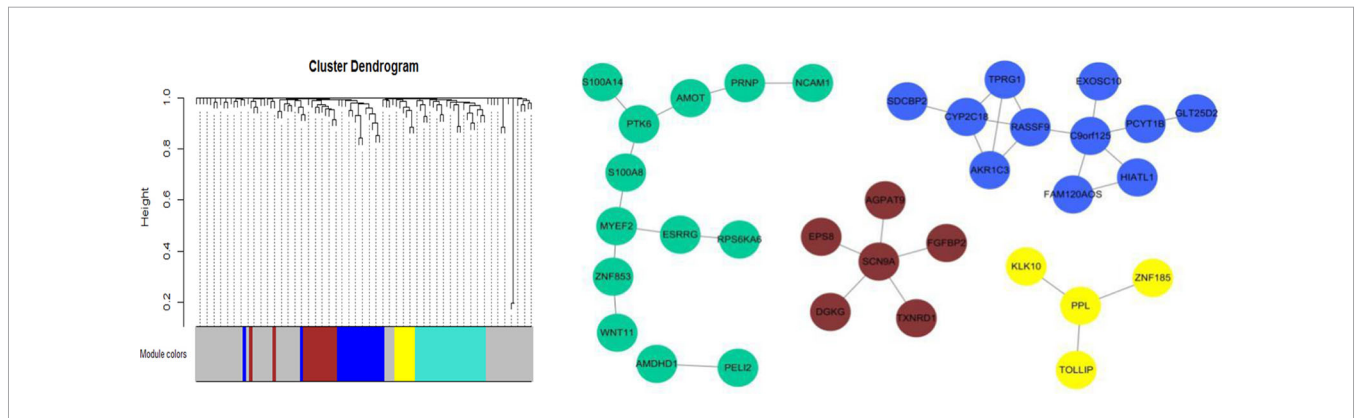 Cluster Dendrogram
Height
1.0
0.8
0.6
0.4
0.2
Module colors
S100A14
AMOT
PRNP
NCAM1
PTK6
S100A8
MYEF2
ESRRG
RPS6KA6
ZNF853
WNT11
AMDHD1
PELI2
AGPAT9
EPS8
FGFBP2
SCN9A
DGKG
TXNRD1
TPRG1
EXOSC10
SDCBP2
CYP2C18
RASSF9
C9orf125
PCYT1B
GLT25D2
AKR1C3
HIATL1
FAM120AOS
KLK10
ZNF185
PPL
TOLLIP